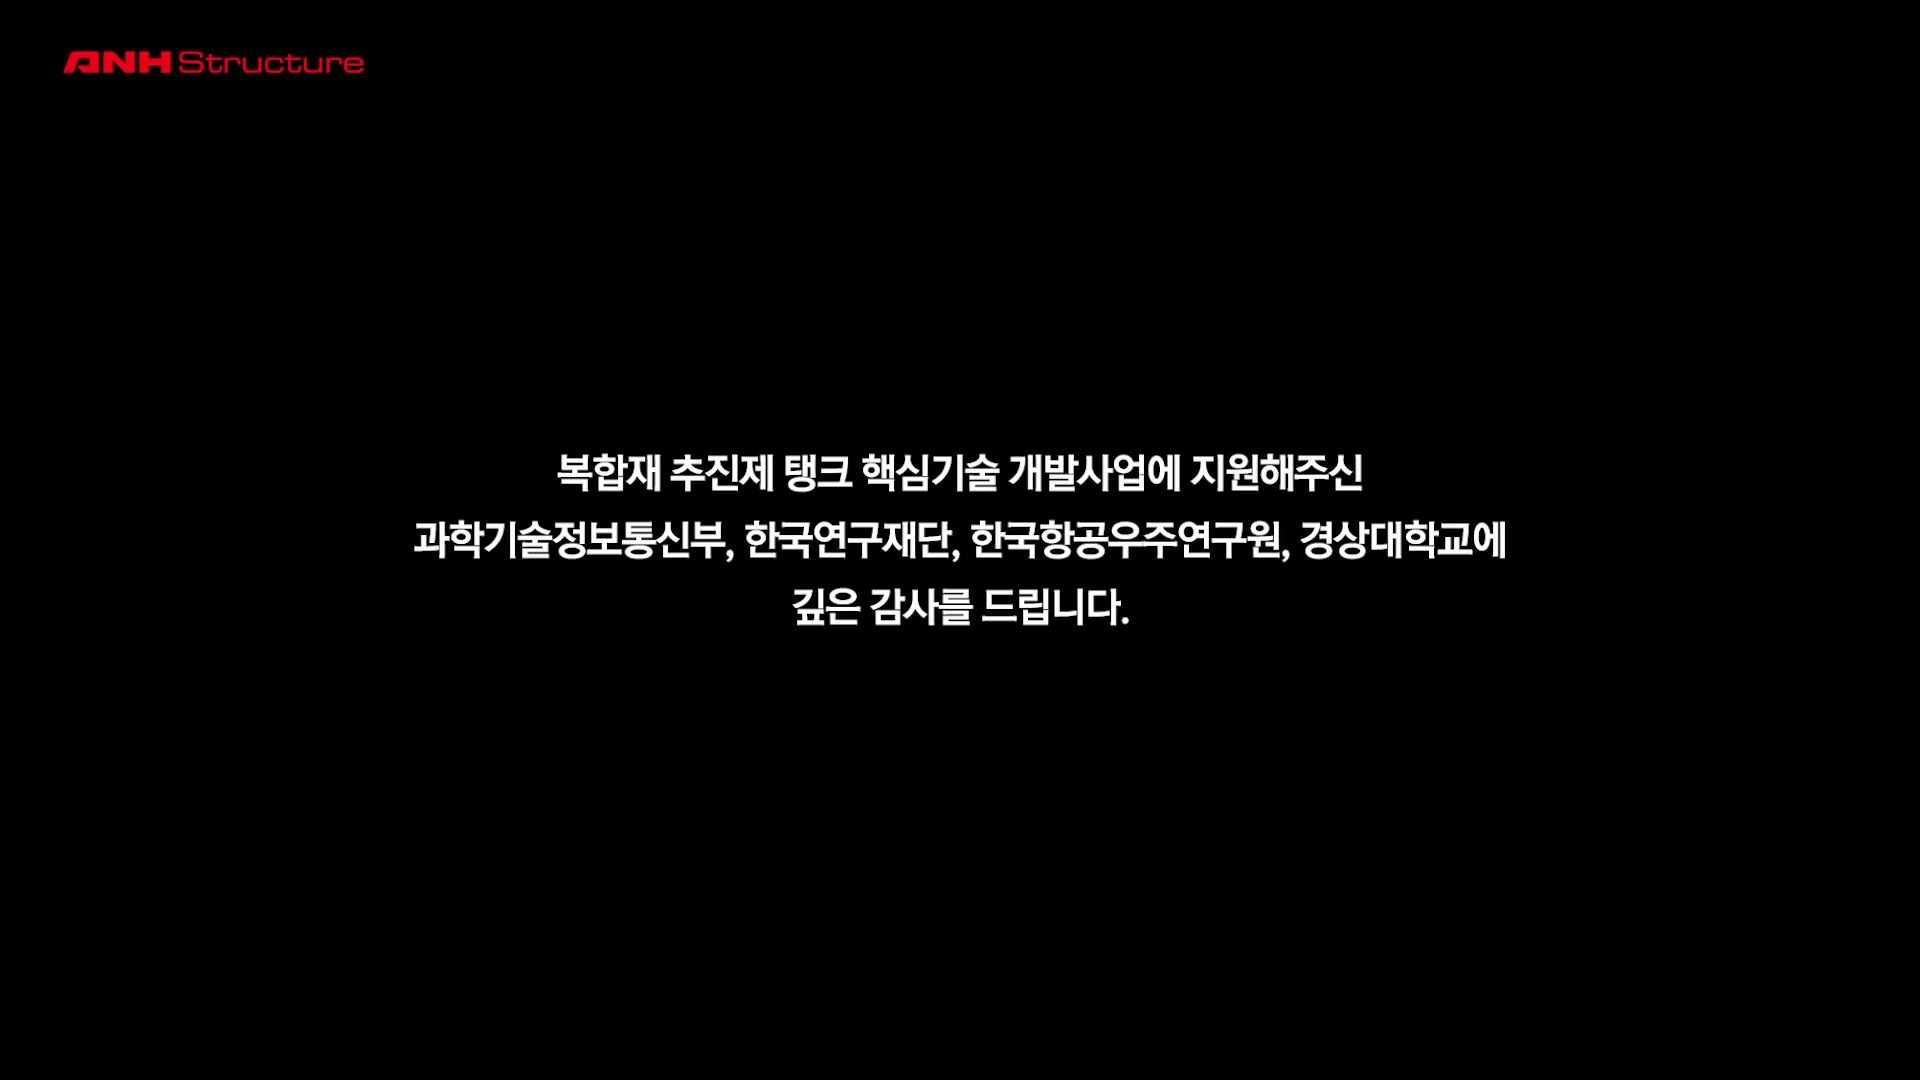 ANH Structure
복합재 추진제 탱크 핵심기술 개발사업에 지원해주신
과학기술정보통신부, 한국연구재단, 한국항공우주연구원, 경상대학교에
깊은 감사를 드립니다.